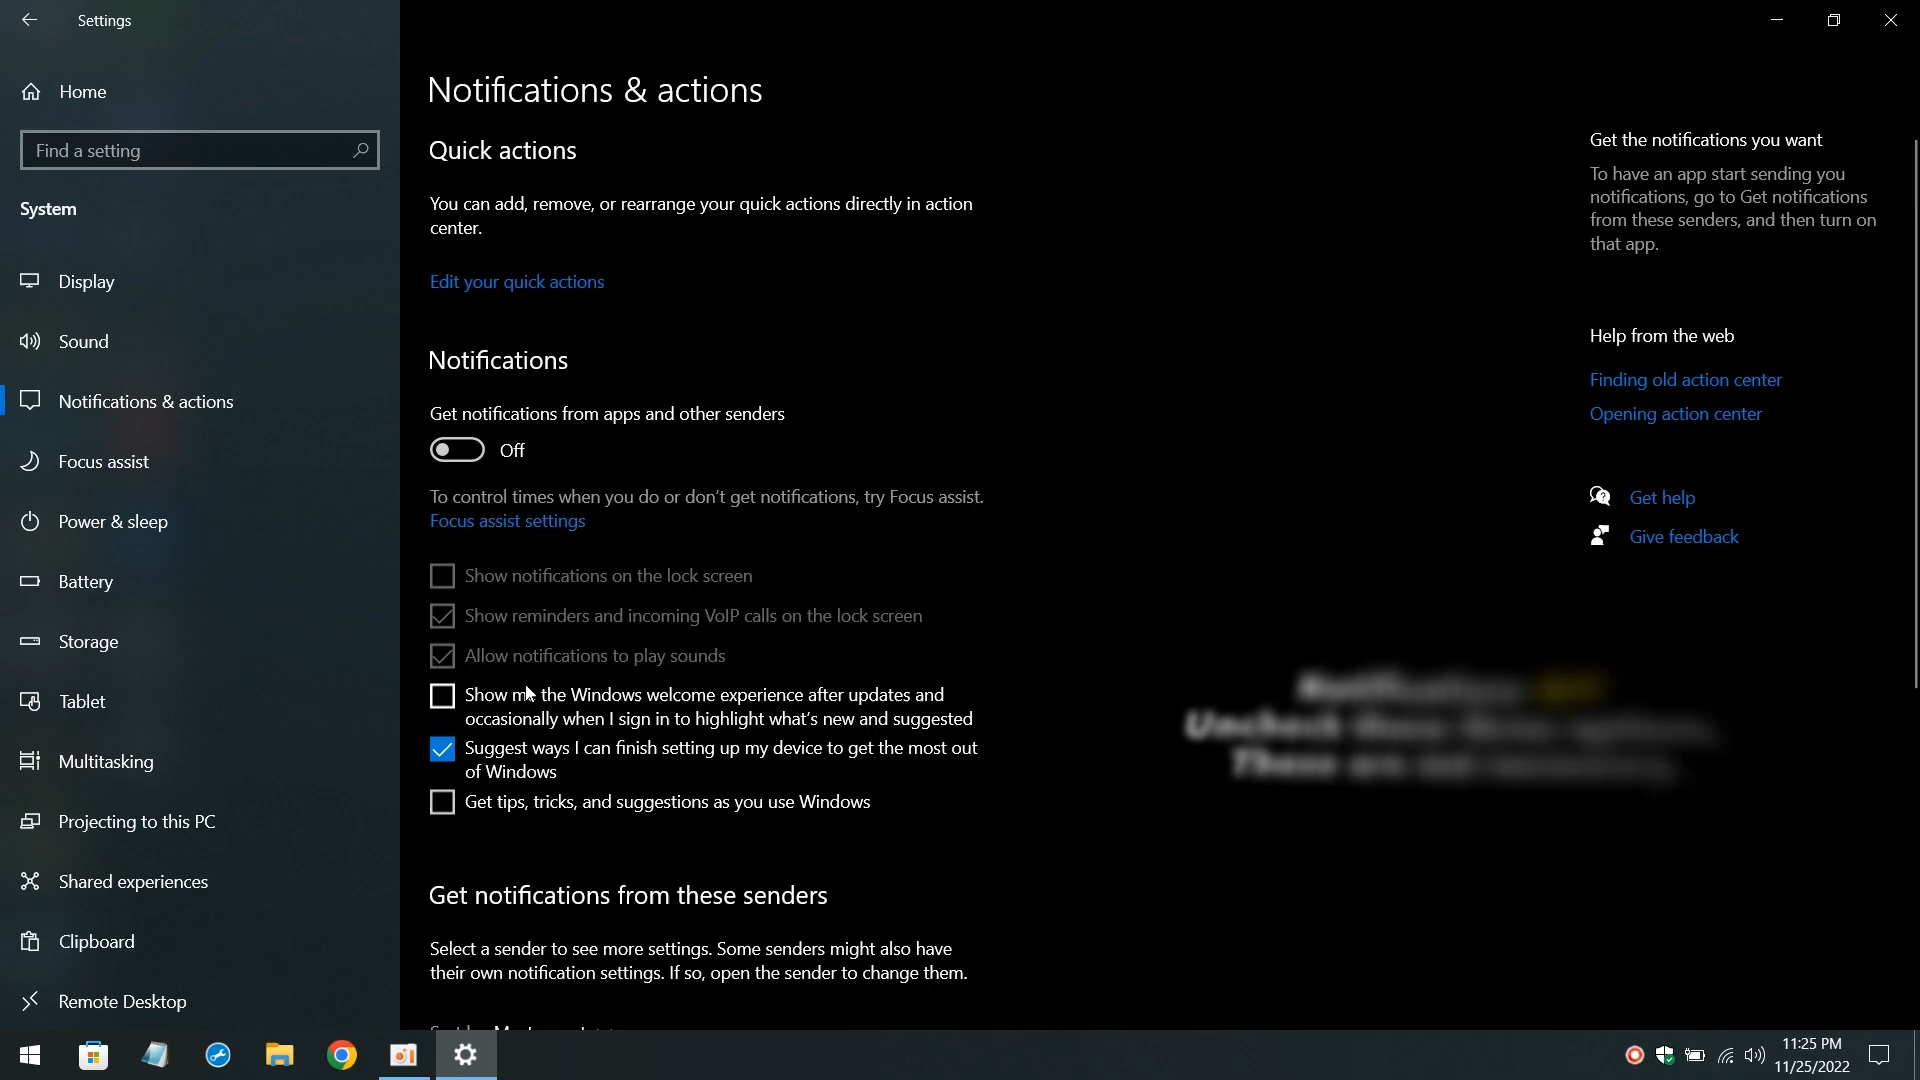 Settings
Home
Find a setting
System
Display
Sound
Notifications & actions
Focus assist
Power & sleep
Battery
Storage
Tablet
Multitasking
Projecting to this PC
Shared experiences
Clipboard
Remote Desktop
Notifications & actions
Quick actions
You can add, remove, or rearrange your quick actions directly in action
center.
Edit your quick actions
Notifications
Get notifications from apps and other senders
Off
To control times when you do or don't get notifications, try Focus assist.
Focus assist settings
Show notifications on the lock screen
Show reminders and incoming VoIP calls on the lock screen
Allow notifications to play sounds
Show me the Windows welcome experience after updates and
occasionally when I sign in to highlight what's new and suggested
Suggest ways I can finish setting up my device to get the most out
of Windows
Get tips, tricks, and suggestions as you use Windows
Get notifications from these senders
Select a sender to see more settings. Some senders might also have
their own notification settings. If so, open the sender to change them.
Get the notifications you want
To have an app start sending you
notifications, go to Get notifications
from these senders, and then turn on
that app.
Help from the web
Finding old action center
Opening action center
Get help
Give feedback
Uncheck these
These are not
11:25 PM
11/25/2022